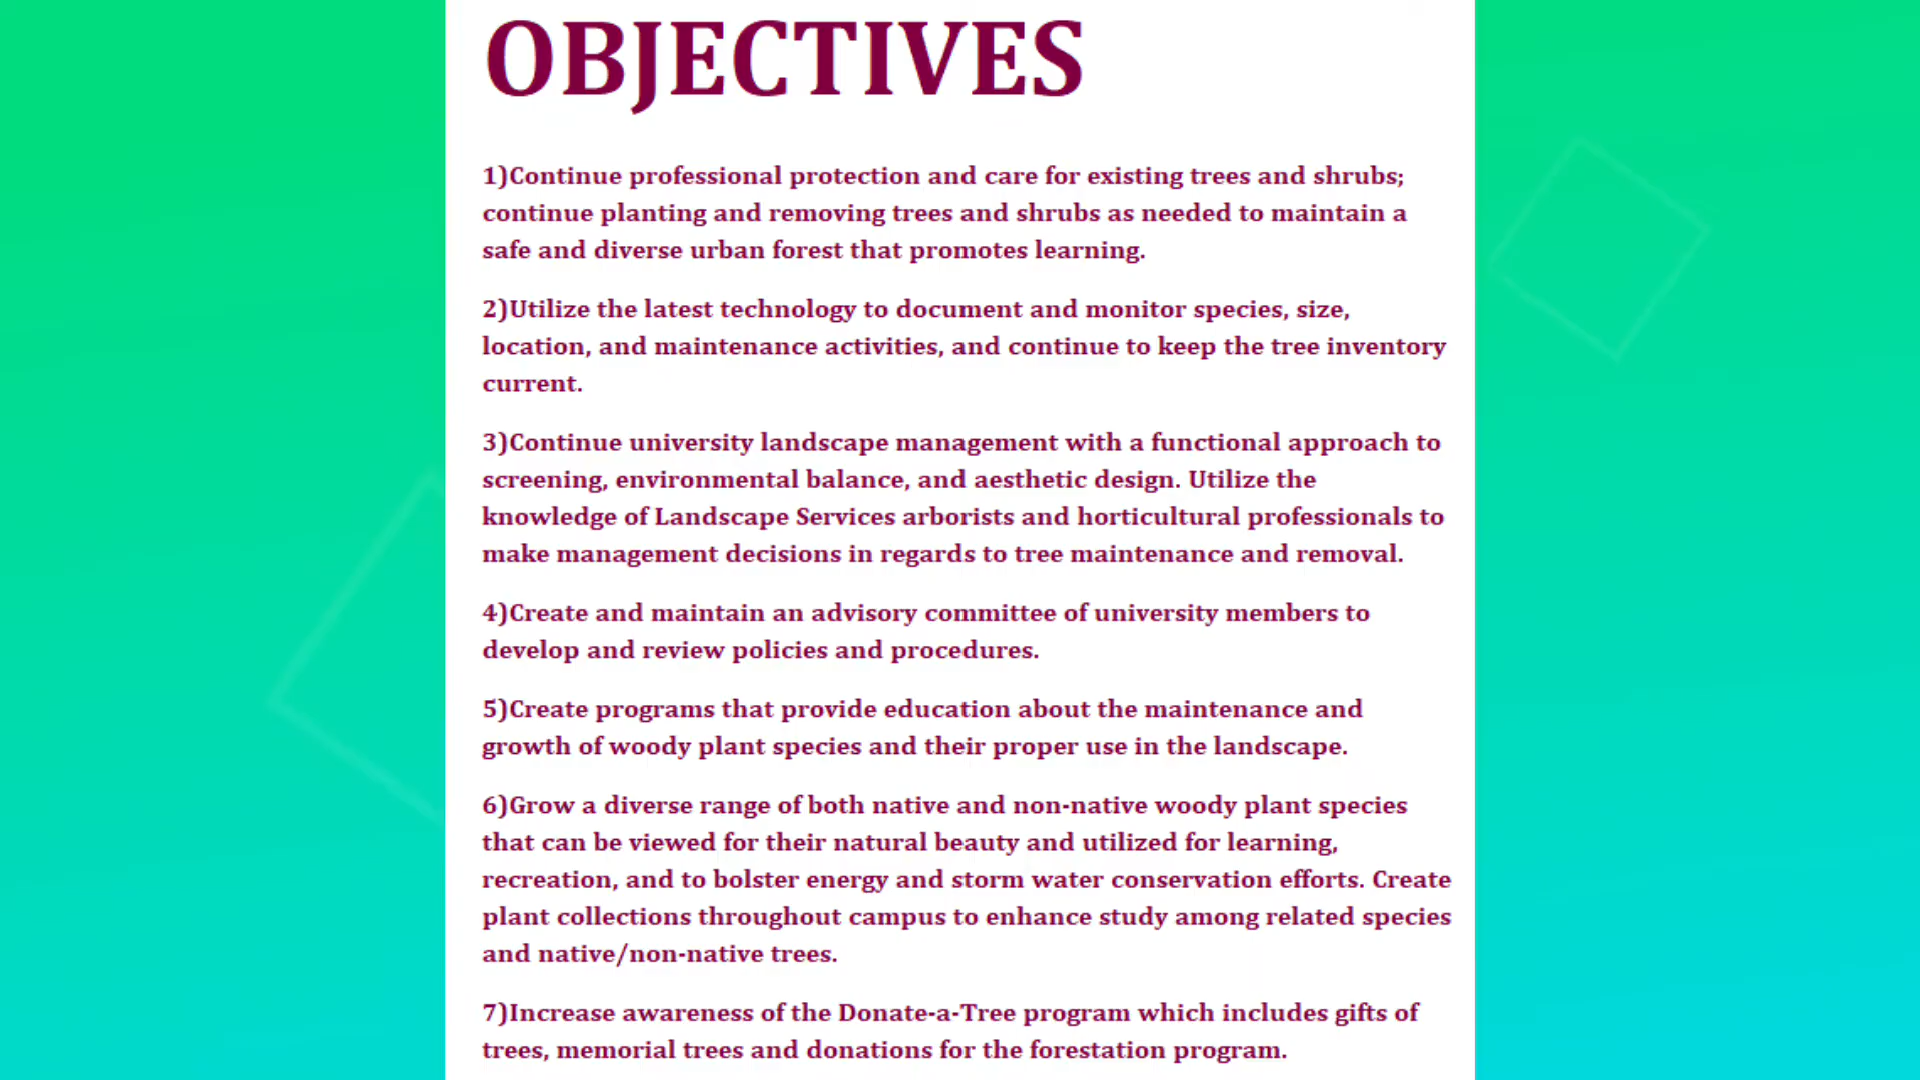 OBJECTIVES
1)Continue professional protection and care for existing trees and shrubs;
continue planting and removing trees and shrubs as needed to maintain a
safe and diverse urban forest that promotes learning.
2)Utilize the latest technology to document and monitor species, size,
location, and maintenance activities, and continue to keep the tree inventory
current.
3)Continue university landscape management with a functional approach to
screening, environmental balance, and aesthetic design. Utilize the
knowledge of Landscape Services arborists and horticultural professionals to
make management decisions in regards to tree maintenance and removal.
4)Create and maintain an advisory committee of university members to
develop and review policies and procedures.
5)Create programs that provide education about the maintenance and
growth of woody plant species and their proper use in the landscape.
6)Grow a diverse range of both native and non-native woody plant species
that can be viewed for their natural beauty and utilized for learning,
recreation, and to bolster energy and storm water conservation efforts. Create
plant collections throughout campus to enhance study among related species
and native/non-native trees.
7)Increase awareness of the Donate-a-Tree program which includes gifts of
trees, memorial trees and donations for the forestation program.